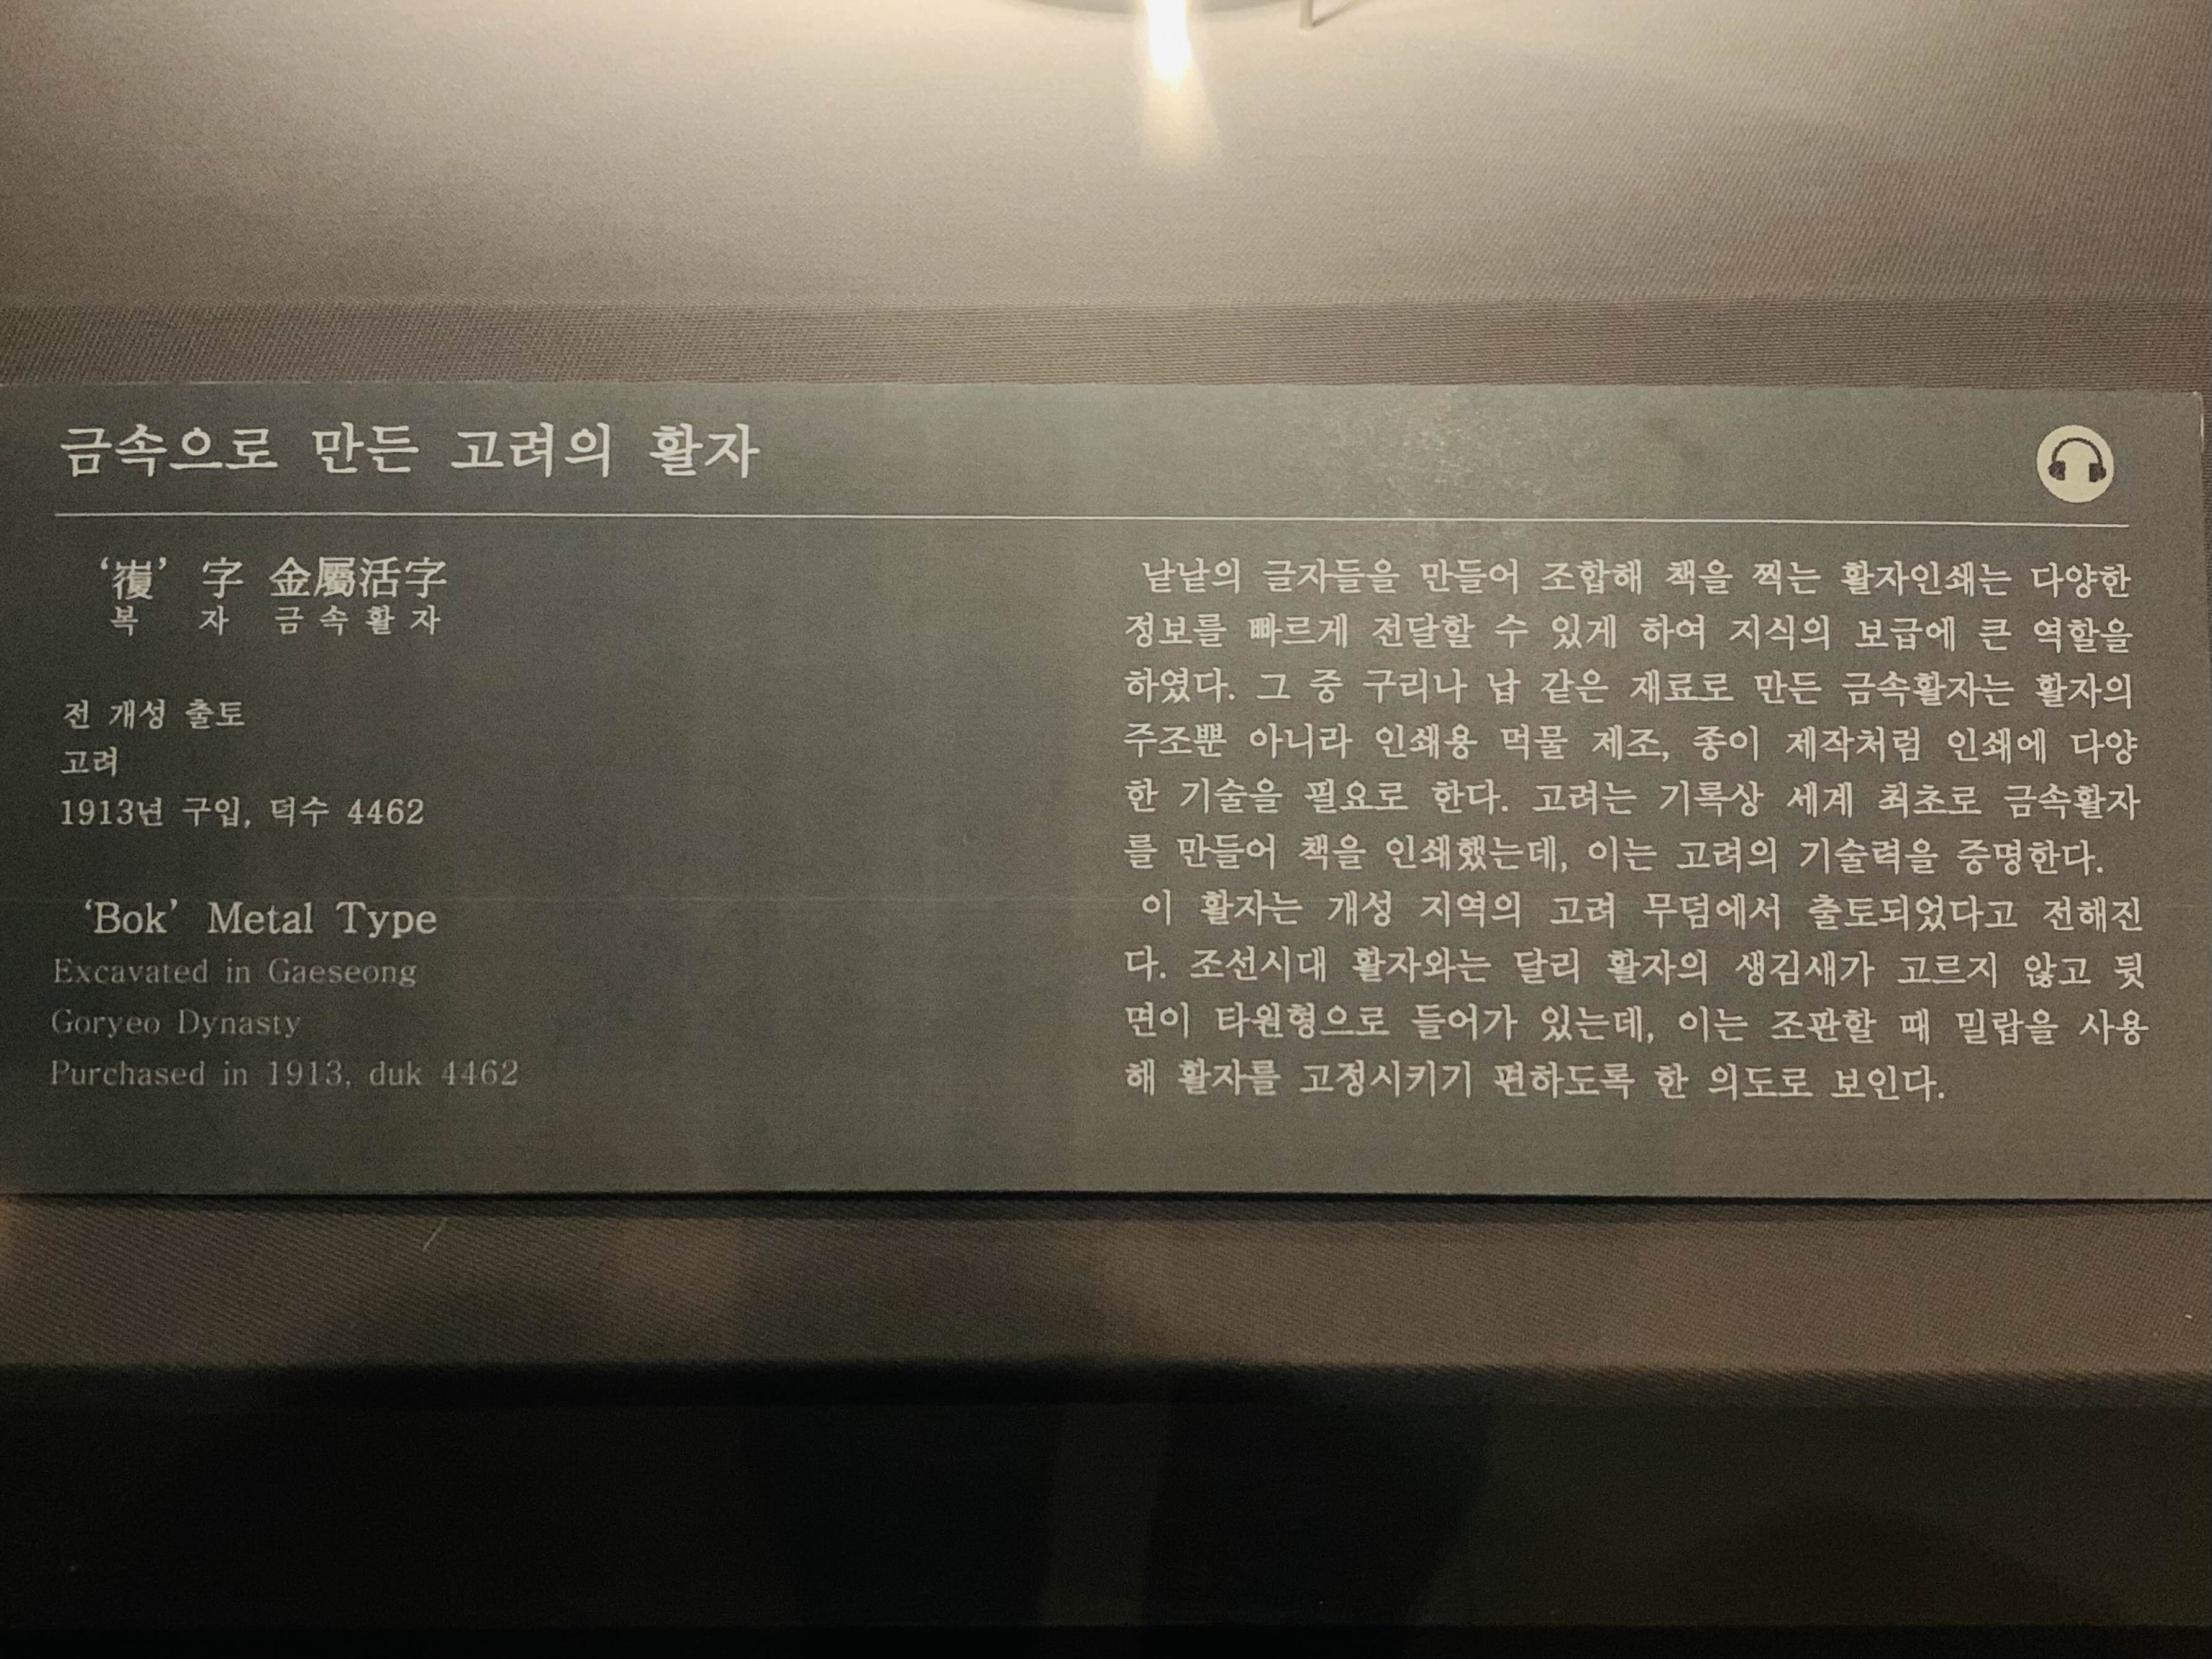 금속으로 만든 고려의 활자
‘㠅’ 字 金屬活字
복 자 금속활자
전 개성 출토
고려
1913년 구입, 덕수 4462
‘Bok’ Metal Type
Excavated in Gaeseong
Goryeo Dynasty
Purchased in 1913, duk 4462
낱낱의 글자들을 만들어 조합해 책을 찍는 활자인쇄는 다양한
정보를 빠르게 전달할 수 있게 하여 지식의 보급에 큰 역할을
하였다. 그 중 구리나 납 같은 재료로 만든 금속활자는 활자의
주조뿐 아니라 인쇄용 먹물 제조, 종이 제작처럼 인쇄에 다양
한 기술을 필요로 한다. 고려는 기록상 세계 최초로 금속활자
를 만들어 책을 인쇄했는데, 이는 고려의 기술력을 증명한다.
이 활자는 개성 지역의 고려 무덤에서 출토되었다고 전해진
다. 조선시대 활자와는 달리 활자의 생김새가 고르지 않고 뒷
면이 타원형으로 들어가 있는데, 이는 조판할 때 밀랍을 사용
해 활자를 고정시키기 편하도록 한 의도로 보인다.